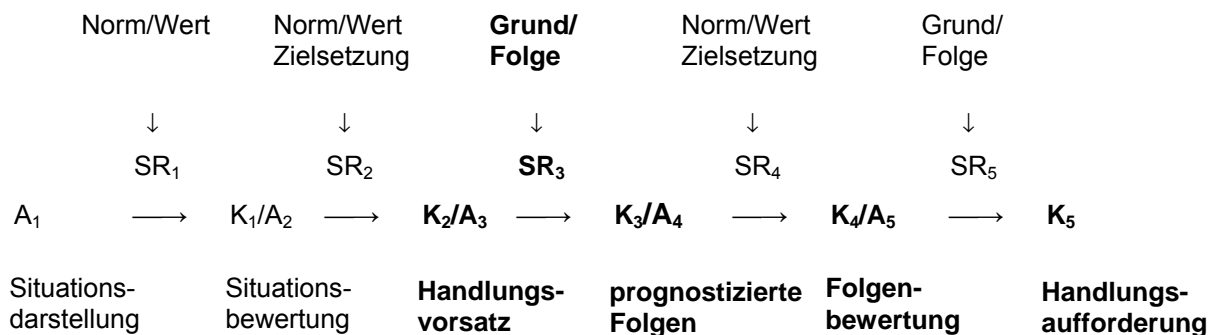 Norm/Wert Norm/Wert Grund/ Norm/Wert Grund/
Zielsetzung Folge Zielsetzung Folge
↓ ↓ ↓ ↓ ↓
SR₁ SR₂ SR₃ SR₄ SR₅
A₁ ⟶ K₁/A₂ ⟶ K₂/A₃ ⟶ K₃/A₄ ⟶ K₄/A₅ ⟶ K₅
Situations- Situations- Handlungs- prognostizierte Folgen- Handlungs-
darstellung bewertung vorsatz Folgen bewertung aufforderung